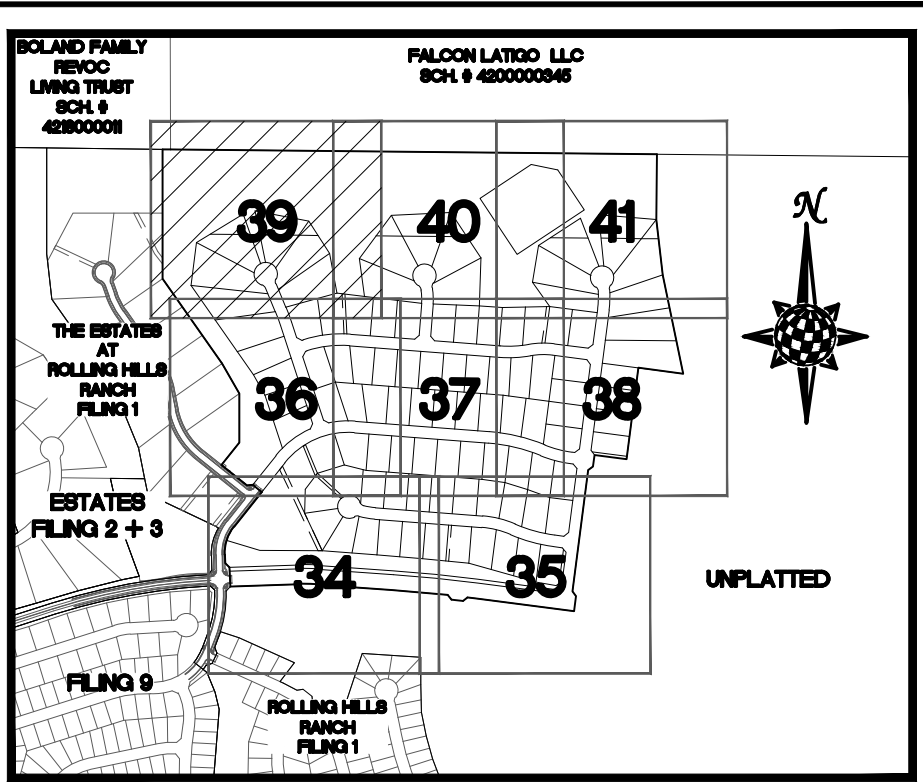 BOLAND FAMILY
REVOC
LIVING TRUST
SCH. #
4218000011
FALCON LATIGO LLC
SCH. # 4200000345
N
39
40
41
THE ESTATES
AT
ROLLING HILLS
RANCH
FILING 1
36
37
38
ESTATES
FILING 2 + 3
34
35
UNPLATTED
FILING 9
ROLLING HILLS
RANCH
FILING 1